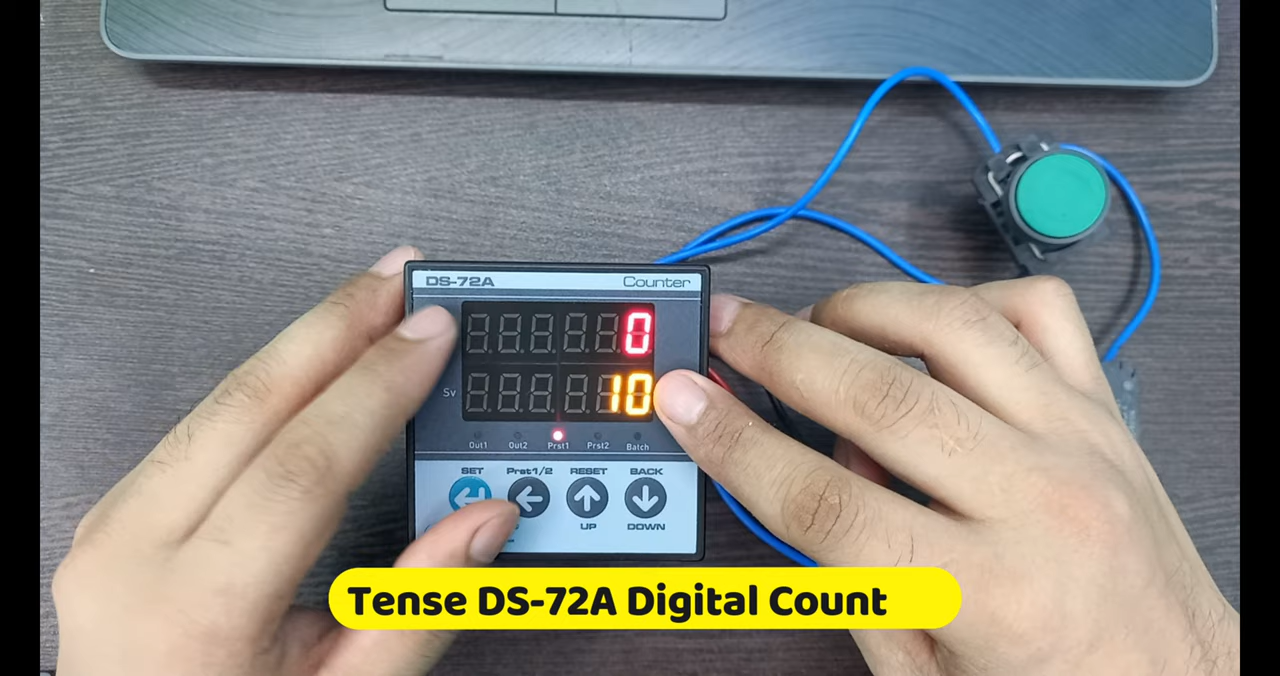 DS-72A Counter
0
Sv 10
Out1 Out2 Prst1 Prst2 Batch
SET Prst1/2 RESET BACK
UP DOWN
Tense DS-72A Digital Count